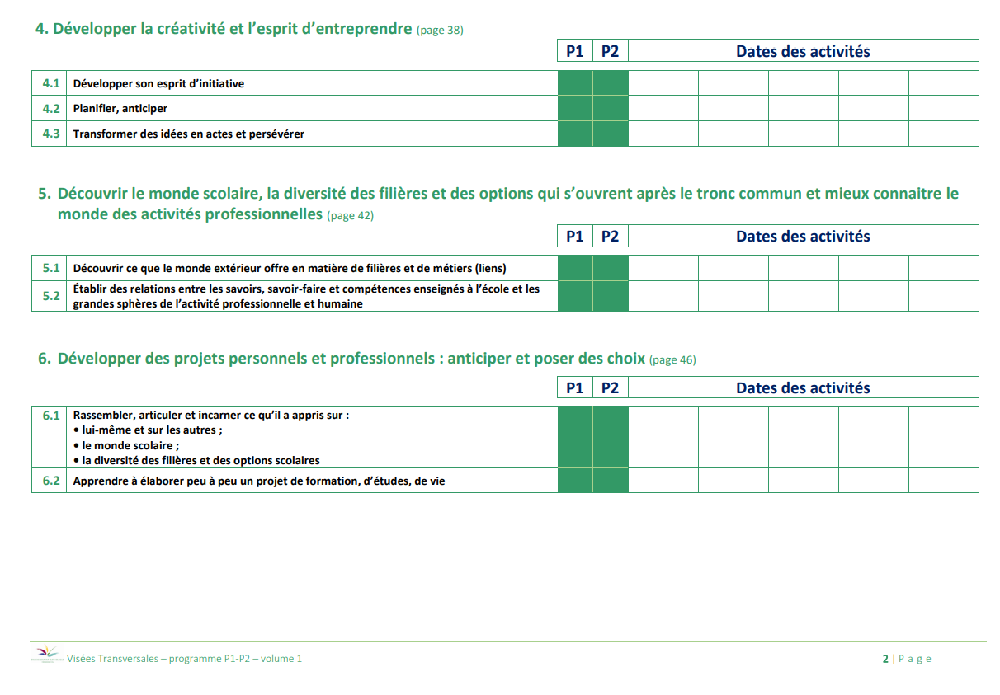 4. Développer la créativité et l’esprit d’entreprendre (page 38)
P1 P2 Dates des activités
4.1 Développer son esprit d’initiative
4.2 Planifier, anticiper
4.3 Transformer des idées en actes et persévérer
5. Découvrir le monde scolaire, la diversité des filières et des options qui s’ouvrent après le tronc commun et mieux connaitre le
monde des activités professionnelles (page 42)
P1 P2 Dates des activités
5.1 Découvrir ce que le monde extérieur offre en matière de filières et de métiers (liens)
5.2 Établir des relations entre les savoirs, savoir-faire et compétences enseignés à l’école et les
grandes sphères de l’activité professionnelle et humaine
6. Développer des projets personnels et professionnels : anticiper et poser des choix (page 46)
P1 P2 Dates des activités
6.1 Rassembler, articuler et incarner ce qu’il a appris sur :
• lui-même et sur les autres ;
• le monde scolaire ;
• la diversité des filières et des options scolaires
6.2 Apprendre à élaborer peu à peu un projet de formation, d’études, de vie
Visées Transversales – programme P1-P2 – volume 1
2 | P a g e